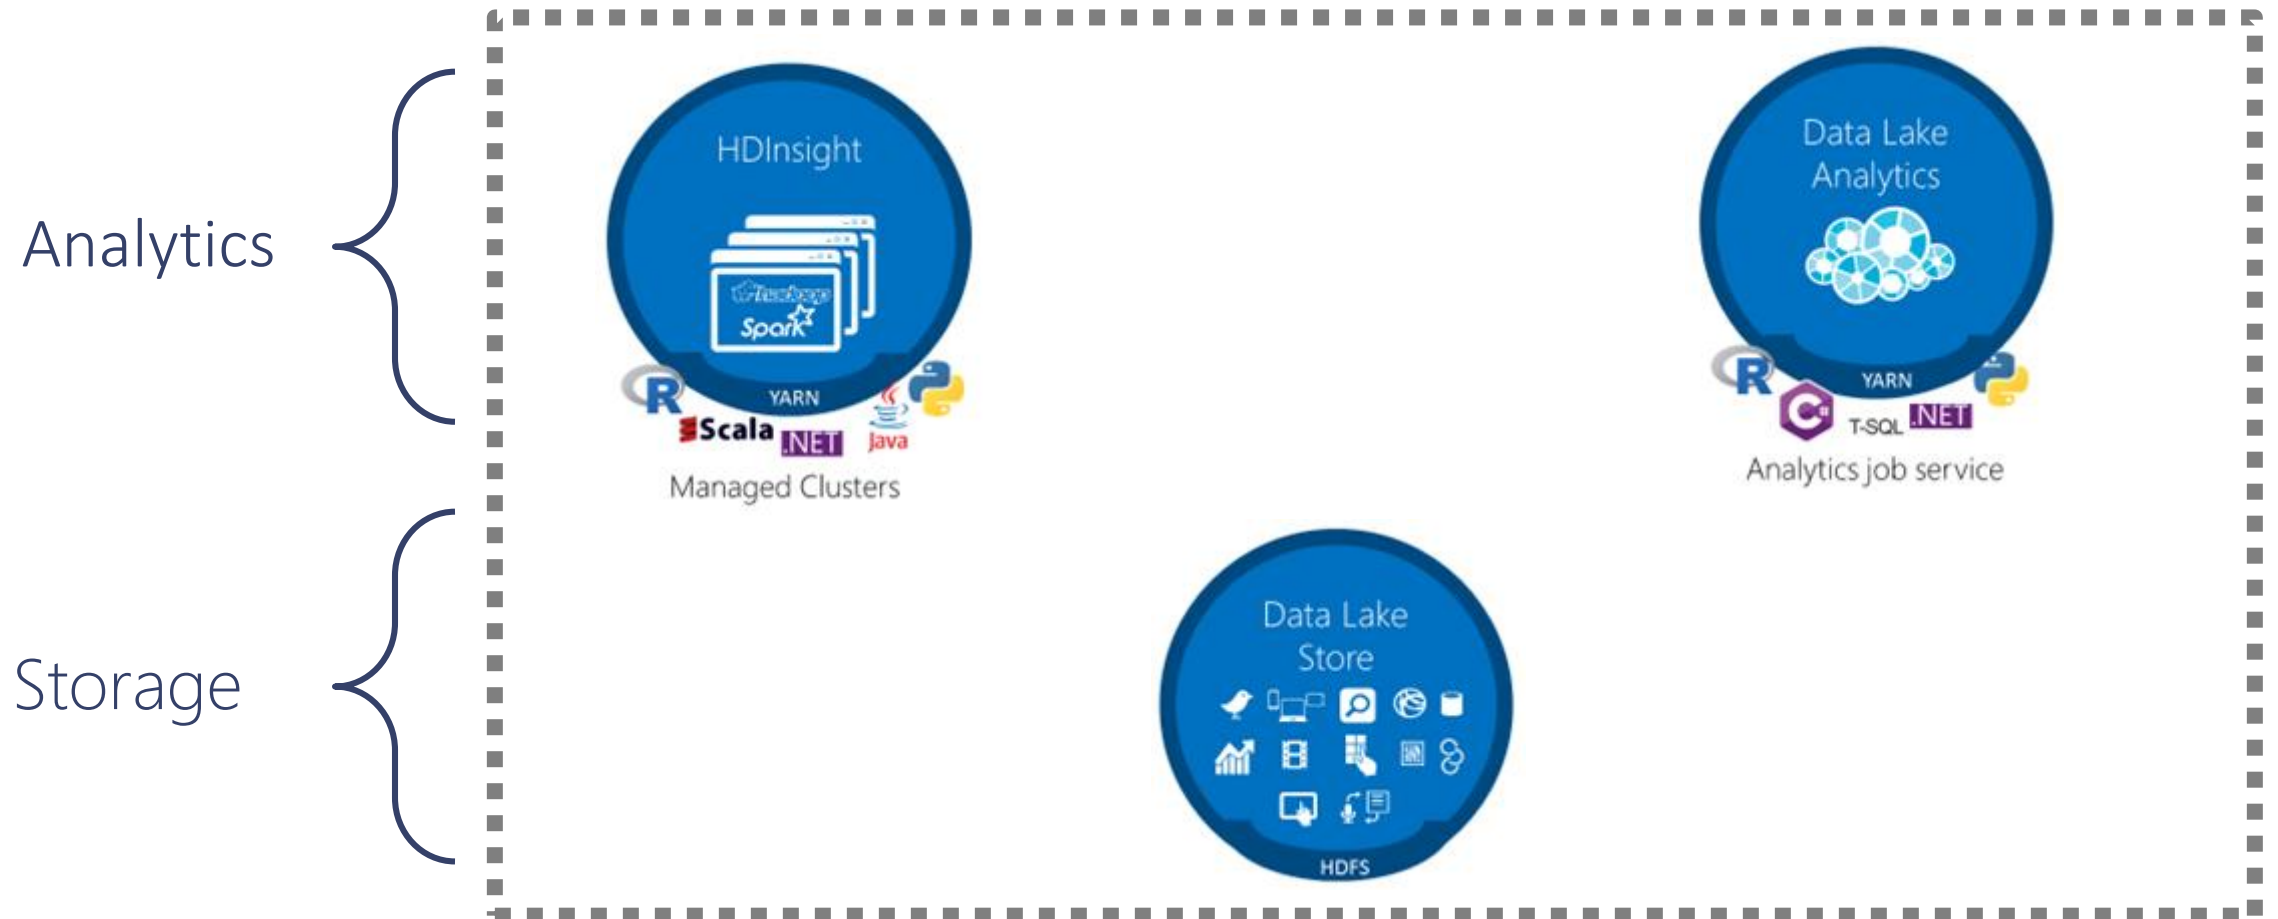 Analytics
HDInsight
hadoop
Spark
YARN
R
Scala
.NET
Java
Managed Clusters
Data Lake
Analytics
YARN
R
C#
T-SQL
.NET
Analytics job service
Storage
Data Lake
Store
HDFS